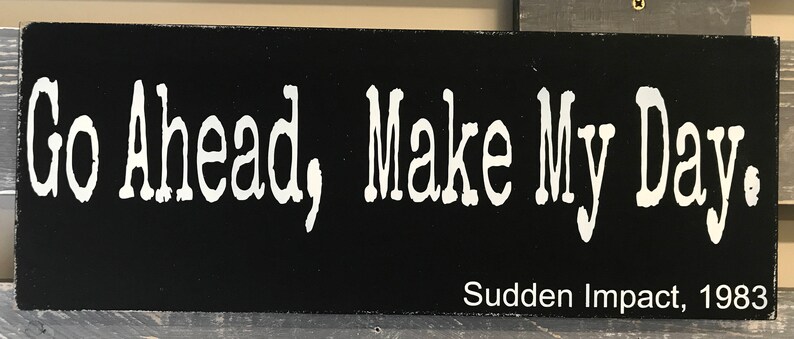 Go Ahead, Make My Day.
Sudden Impact, 1983